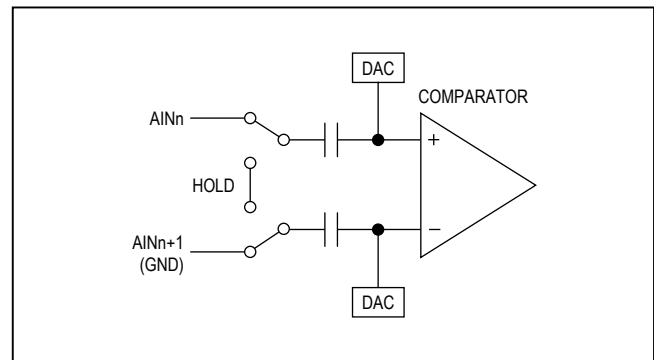 DAC
COMPARATOR
AINn
+
HOLD
AINn+1
(GND)
−
DAC